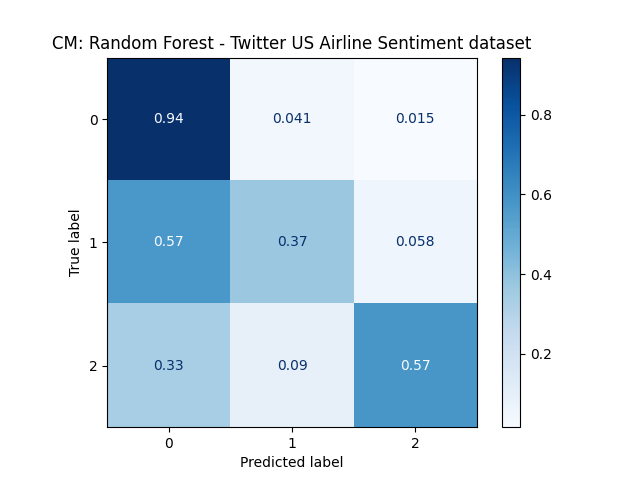 CM: Random Forest - Twitter US Airline Sentiment dataset
0 0.94 0.041 0.015
1 0.57 0.37 0.058
2 0.33 0.09 0.57
0 1 2
True label
Predicted label
0.8
0.6
0.4
0.2